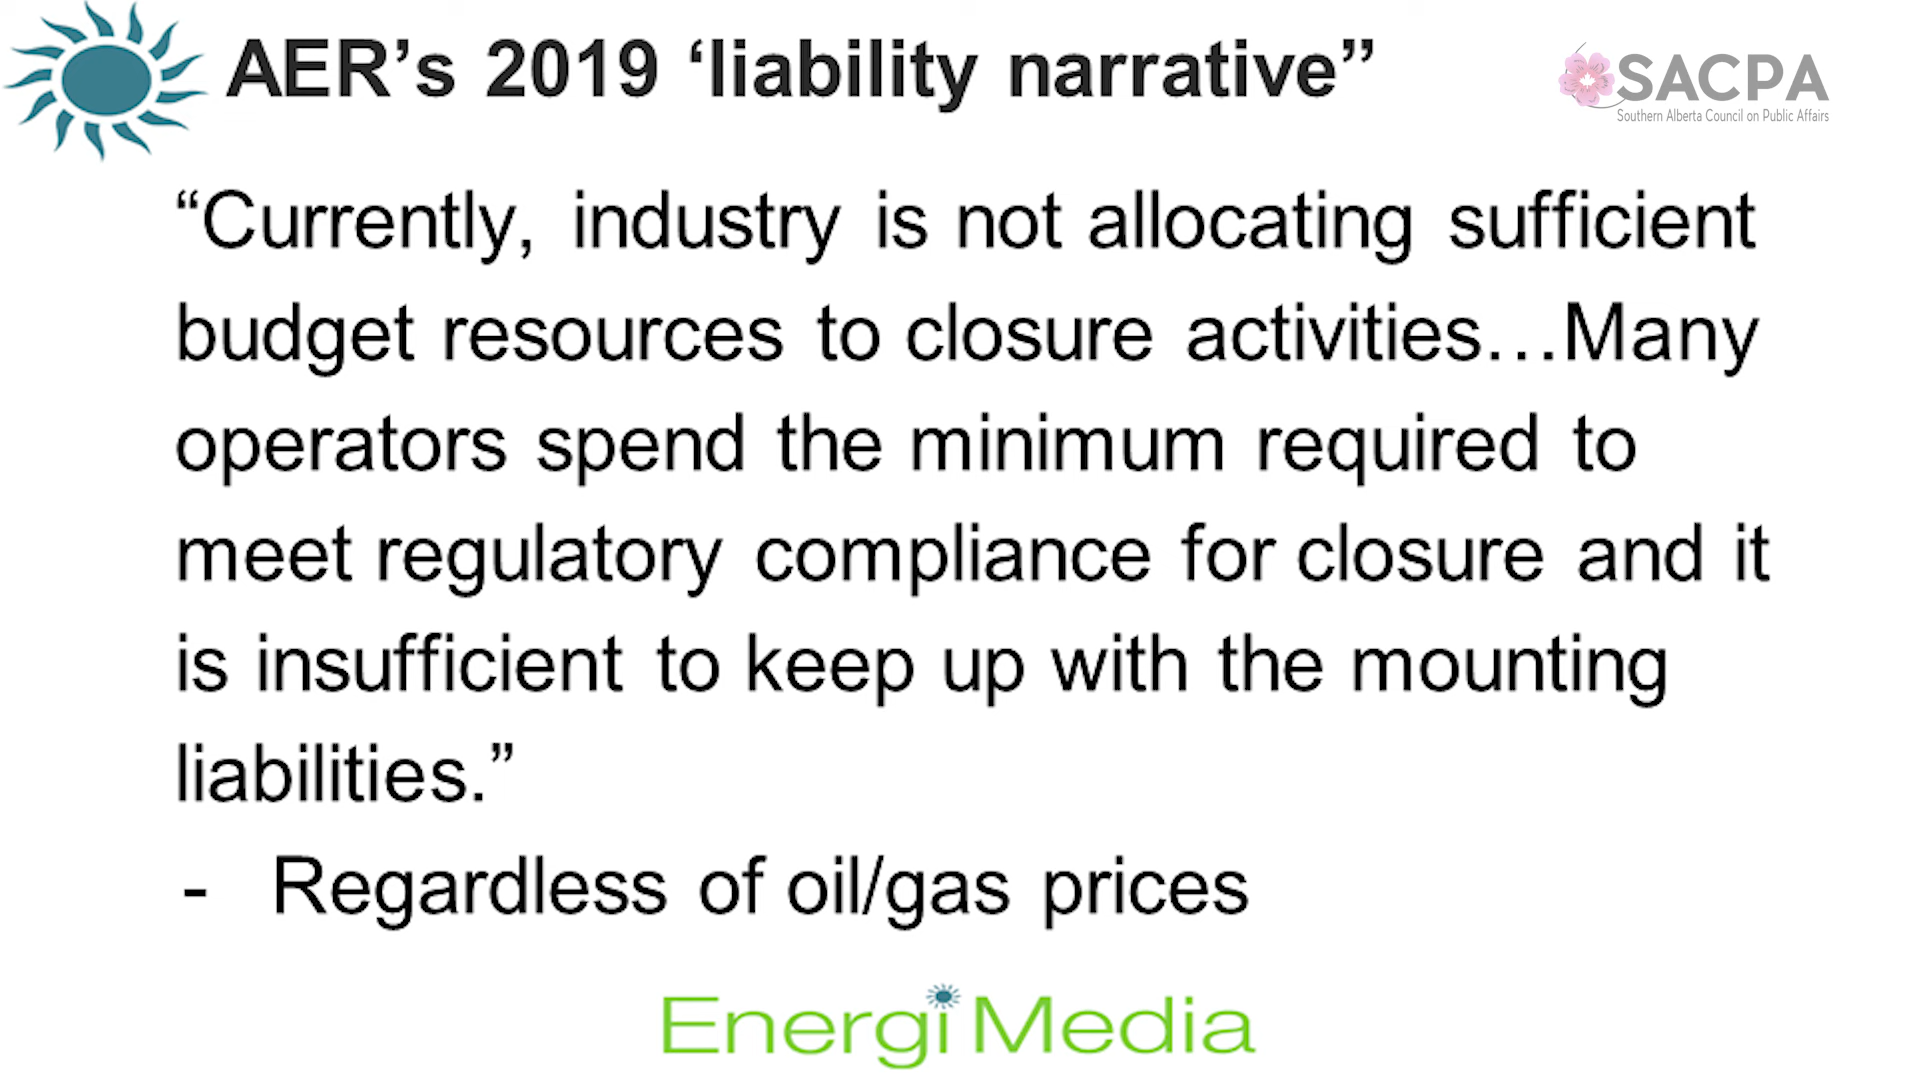 AER’s 2019 ‘liability narrative”
SACPA
Southern Alberta Council on Public Affairs
“Currently, industry is not allocating sufficient
budget resources to closure activities…Many
operators spend the minimum required to
meet regulatory compliance for closure and it
is insufficient to keep up with the mounting
liabilities.”
- Regardless of oil/gas prices
Energi Media